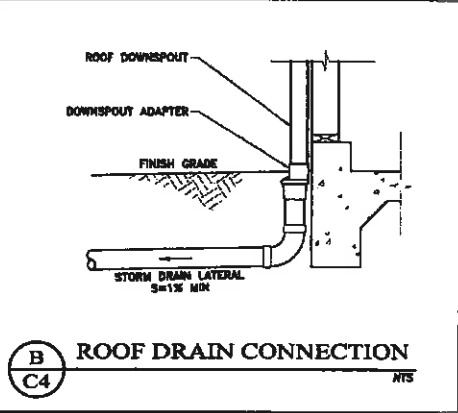 ROOF DOWNSPOUT
DOWNSPOUT ADAPTER
FINISH GRADE
STORM DRAIN LATERAL
S=1% MIN
B
C4
ROOF DRAIN CONNECTION
NTS